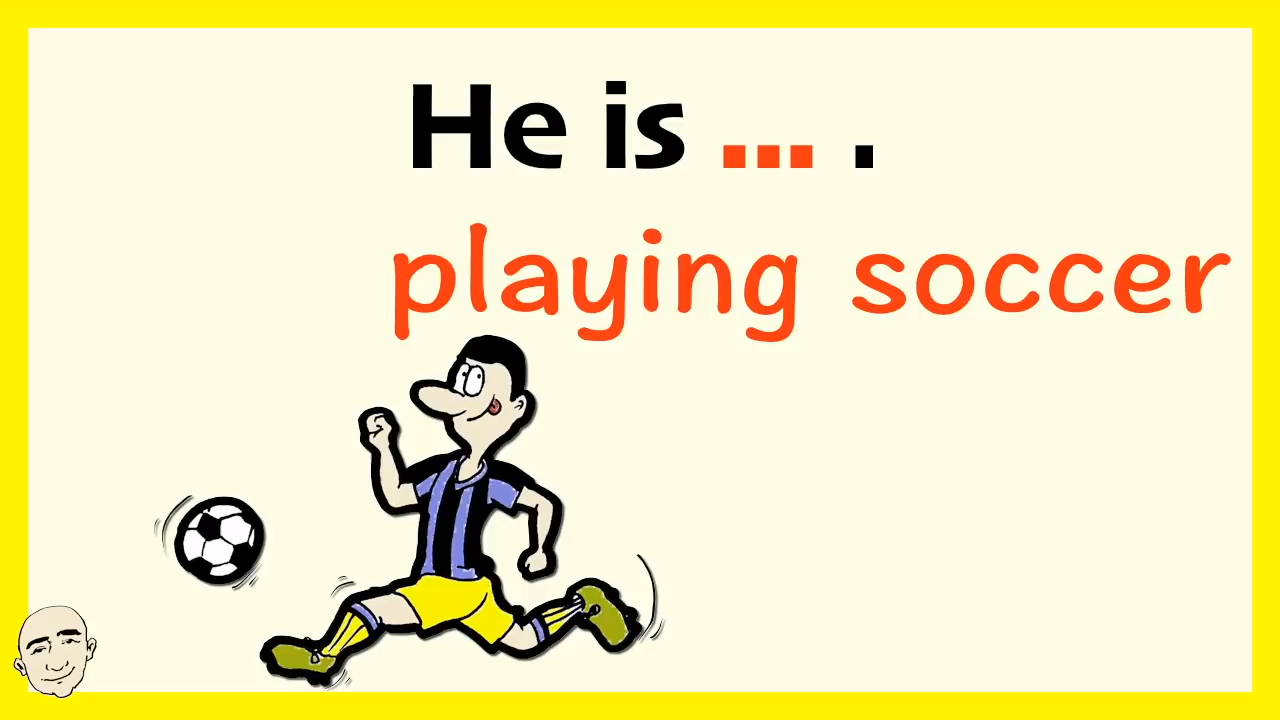 He is ... .
playing soccer